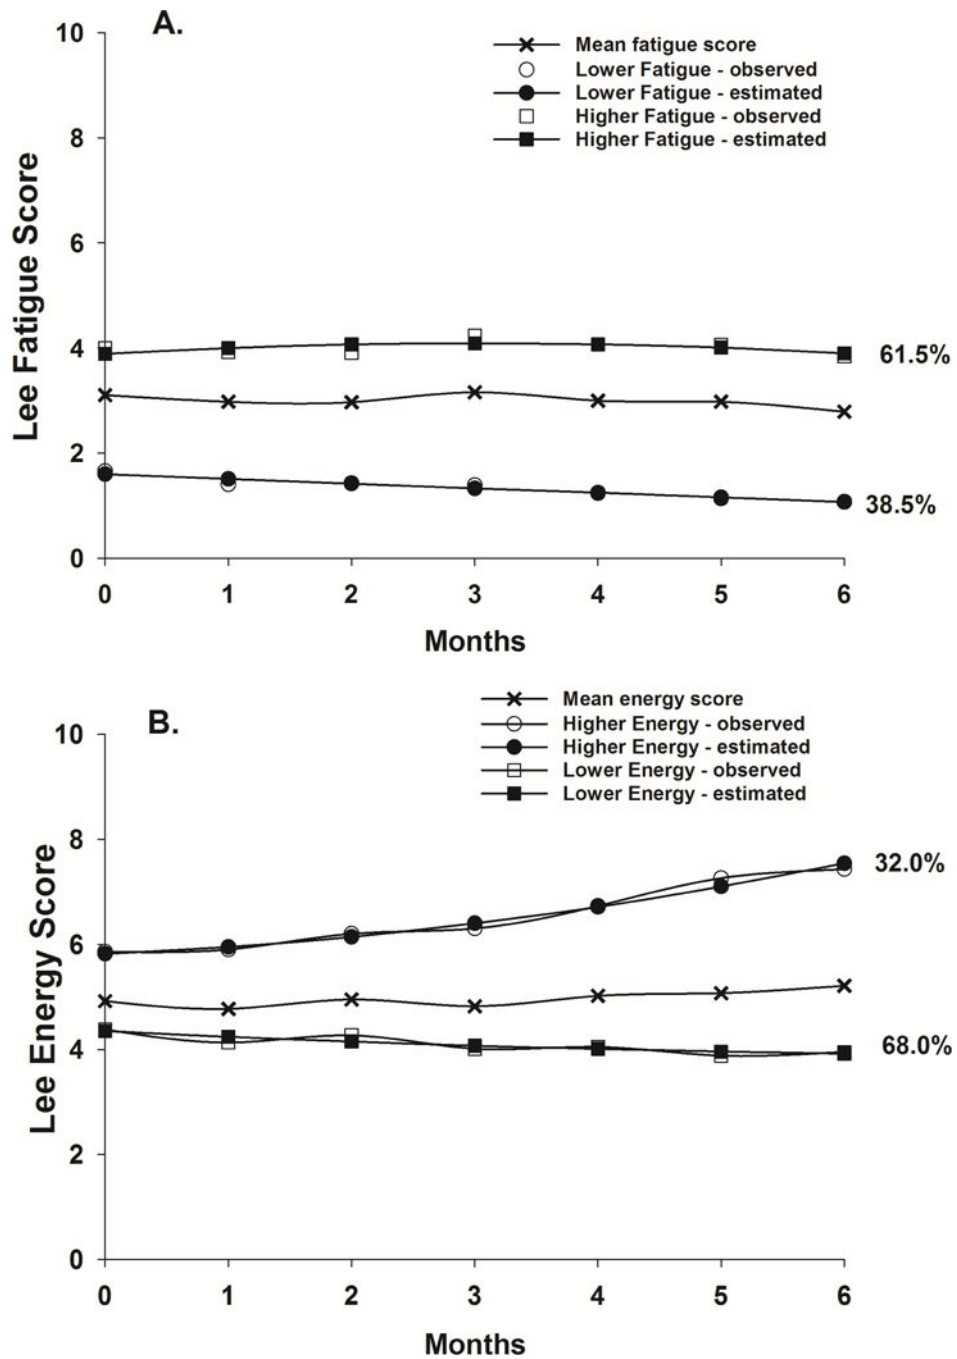 A.
10
8
6
4
2
0
Lee Fatigue Score
Mean fatigue score
Lower Fatigue - observed
Lower Fatigue - estimated
Higher Fatigue - observed
Higher Fatigue - estimated
61.5%
38.5%
0 1 2 3 4 5 6
Months
B.
10
8
6
4
2
0
Lee Energy Score
Mean energy score
Higher Energy - observed
Higher Energy - estimated
Lower Energy - observed
Lower Energy - estimated
32.0%
68.0%
0 1 2 3 4 5 6
Months